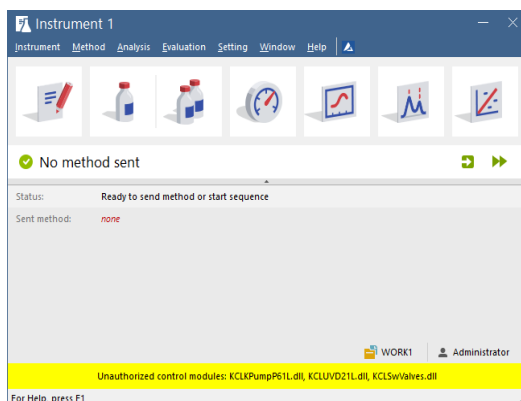 Instrument 1
Instrument Method Analysis Evaluation Setting Window Help
No method sent
Status: Ready to send method or start sequence
Sent method: none
WORK1 Administrator
Unauthorized control modules: KCLKPumpP61L.dll, KCLUVD21L.dll, KCLSwValves.dll
For Help, press F1